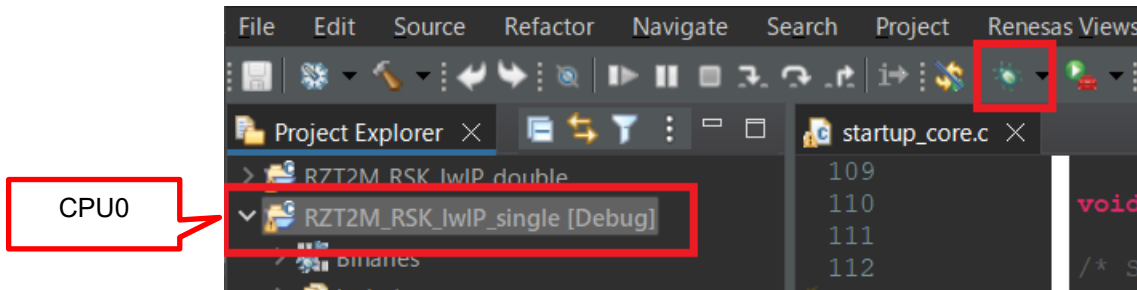 File Edit Source Refactor Navigate Search Project Renesas Views
Project Explorer
startup_core.c
RZT2M_RSK_lwIP_double
109
CPU0
RZT2M_RSK_lwIP_single [Debug]
110
void
111
Binaries
112
/* S